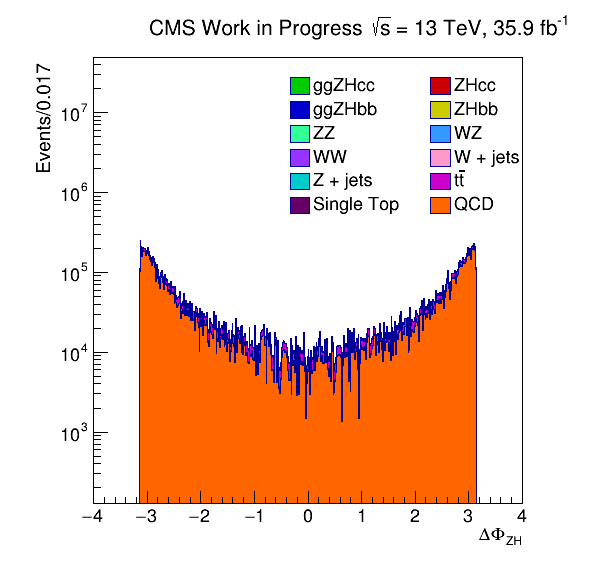 CMS Work in Progress √s = 13 TeV, 35.9 fb⁻¹
Events/0.017
ggZHcc ZHcc
ggZHbb ZHbb
ZZ WZ
WW W + jets
Z + jets tt̄
Single Top QCD
10⁷
10⁶
10⁵
10⁴
10³
−4 −3 −2 −1 0 1 2 3 4
ΔΦ_ZH